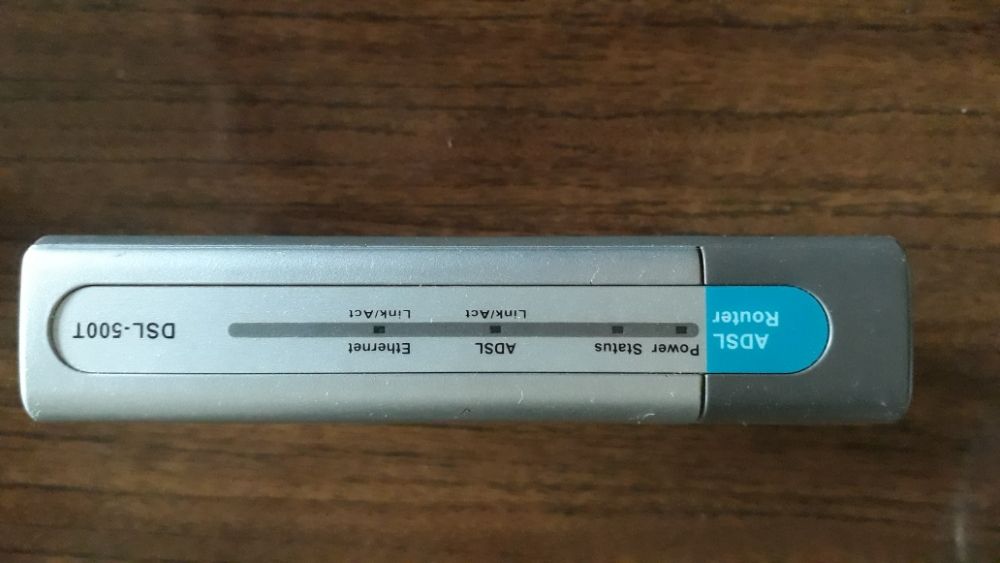 ADSL
Router
Power Status ADSL Ethernet
Link/Act Link/Act
DSL-500T